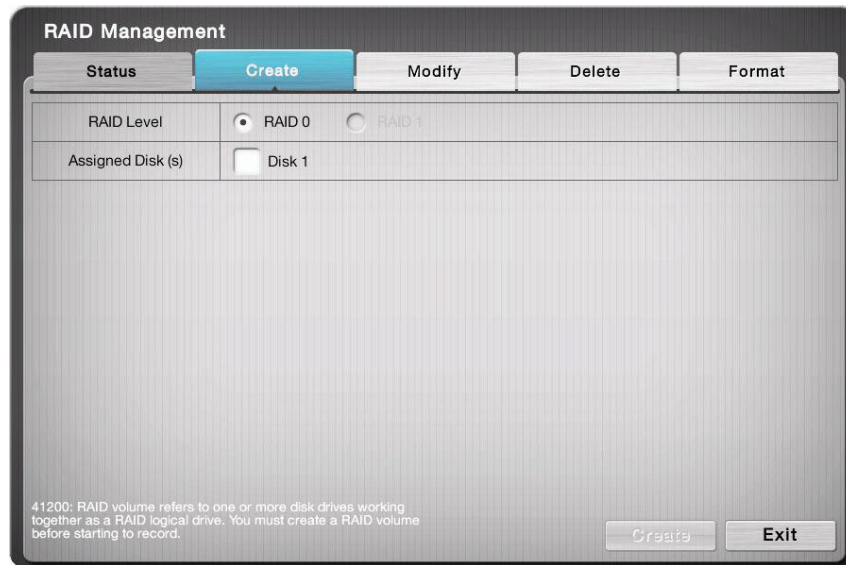 RAID Management
Status Create Modify Delete Format
RAID Level RAID 0 RAID 1
Assigned Disk (s) Disk 1
41200: RAID volume refers to one or more disk drives working
together as a RAID logical drive. You must create a RAID volume
before starting to record.
Create Exit